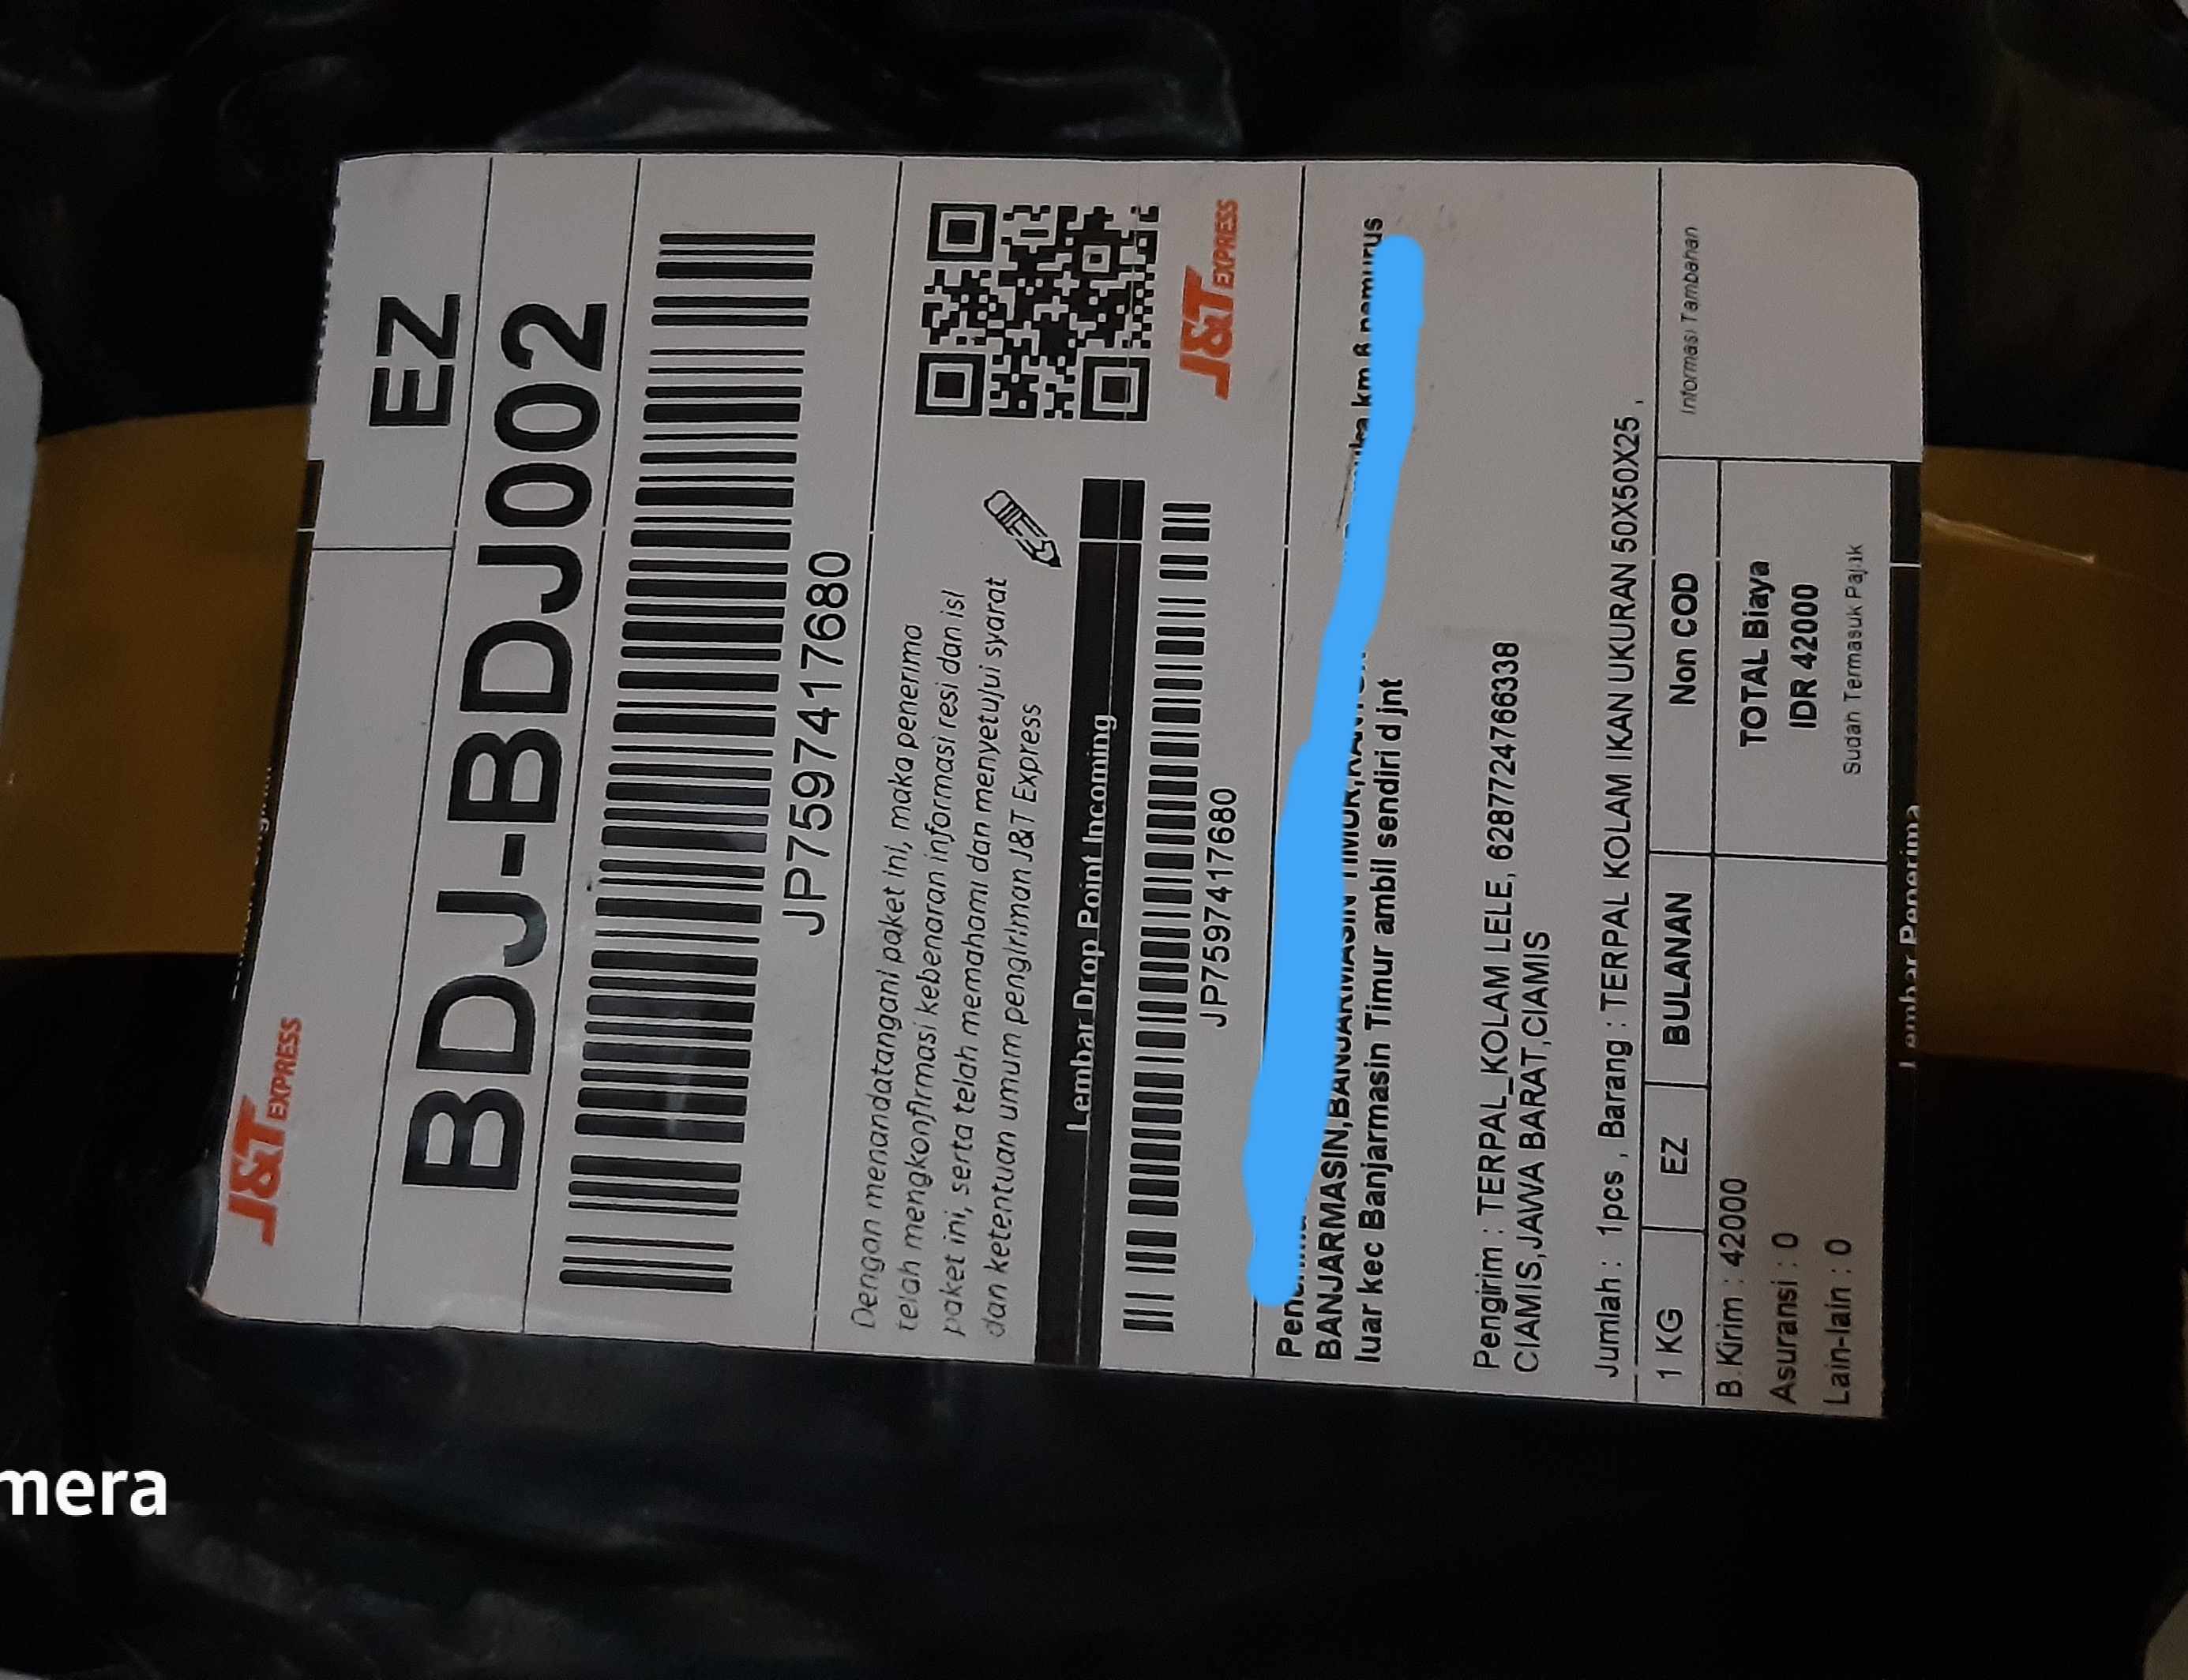 J&T EXPRESS
EZ
BDJ-BDJ002
JP7597417680
Dengan menandatangani paket ini, maka penerima
telah mengkonfirmasi kebenaran informasi resi dan isi
paket ini, serta telah memahami dan menyetujui syarat
dan ketentuan umum pengiriman J&T Express
Lembar Drop Point Incoming
JP7597417680
J&T EXPRESS
km 6 pamurus
BANJARMASIN,BANJARMASIN TIMUR,
luar kec Banjarmasin Timur ambil sendiri d jnt
Pengirim : TERPAL_KOLAM LELE, 6287724766338
CIAMIS,JAWA BARAT,CIAMIS
Jumlah : 1pcs , Barang : TERPAL KOLAM IKAN UKURAN 50X50X25 ,
1 KG EZ BULANAN Non COD Informasi Tambahan
B. Kirim : 42000
Asuransi : 0
Lain-lain : 0
TOTAL Biaya
IDR 42000
Sudah Termasuk Pajak
Lembar Penerima
mera